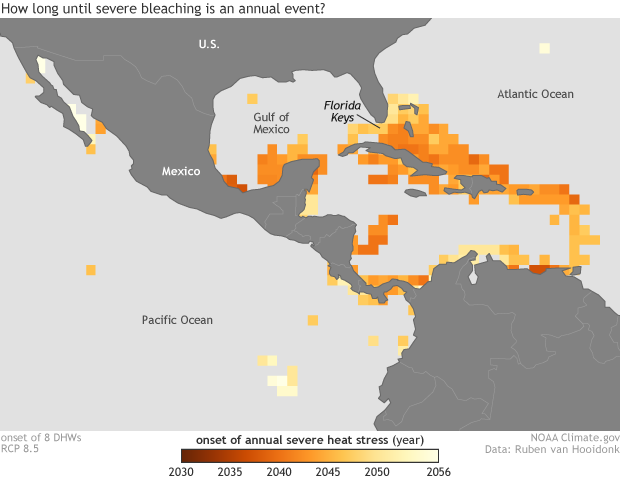 How long until severe bleaching is an annual event?
U.S.
Atlantic Ocean
Florida
Keys
Gulf of
Mexico
Mexico
Pacific Ocean
onset of 8 DHWs
RCP 8.5
NOAA Climate.gov
Data: Ruben van Hooidonk
onset of annual severe heat stress (year)
2030 2035 2040 2045 2050 2056